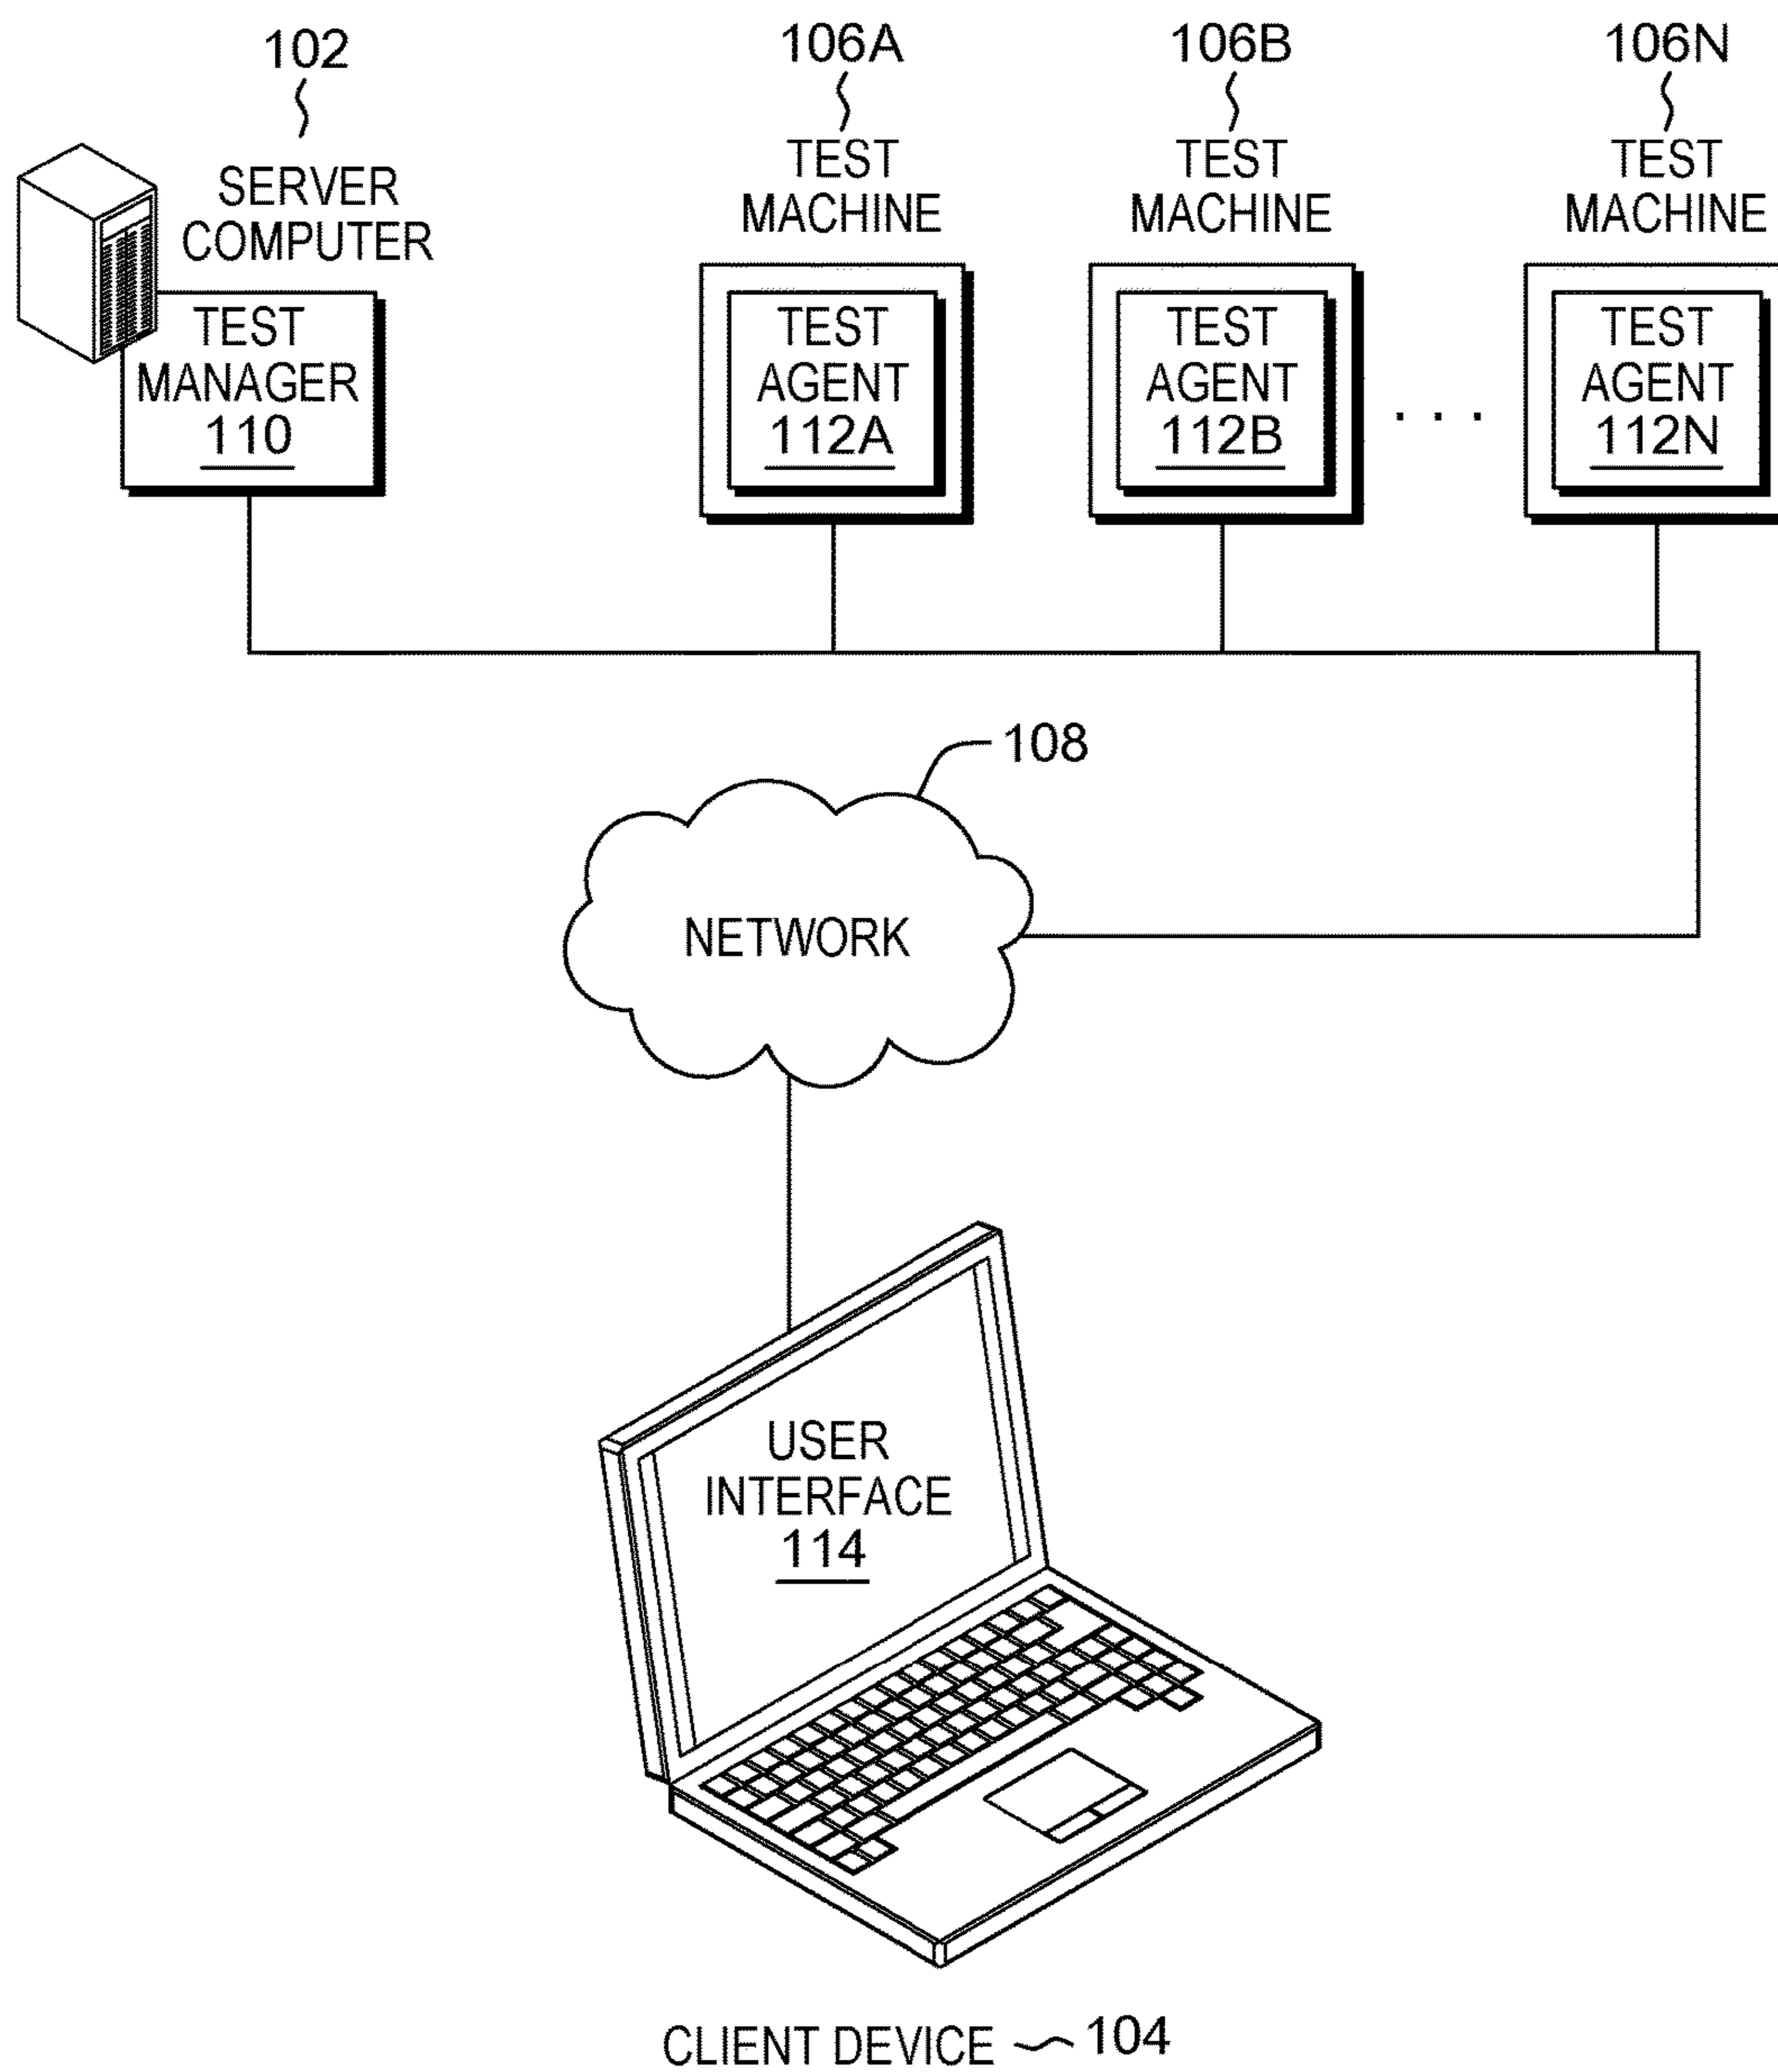 102
106A
106B
106N
SERVER
COMPUTER
TEST
MACHINE
TEST
MACHINE
TEST
MACHINE
TEST
MANAGER
110
TEST
AGENT
112A
TEST
AGENT
112B
. . .
TEST
AGENT
112N
108
NETWORK
USER
INTERFACE
114
CLIENT DEVICE
104